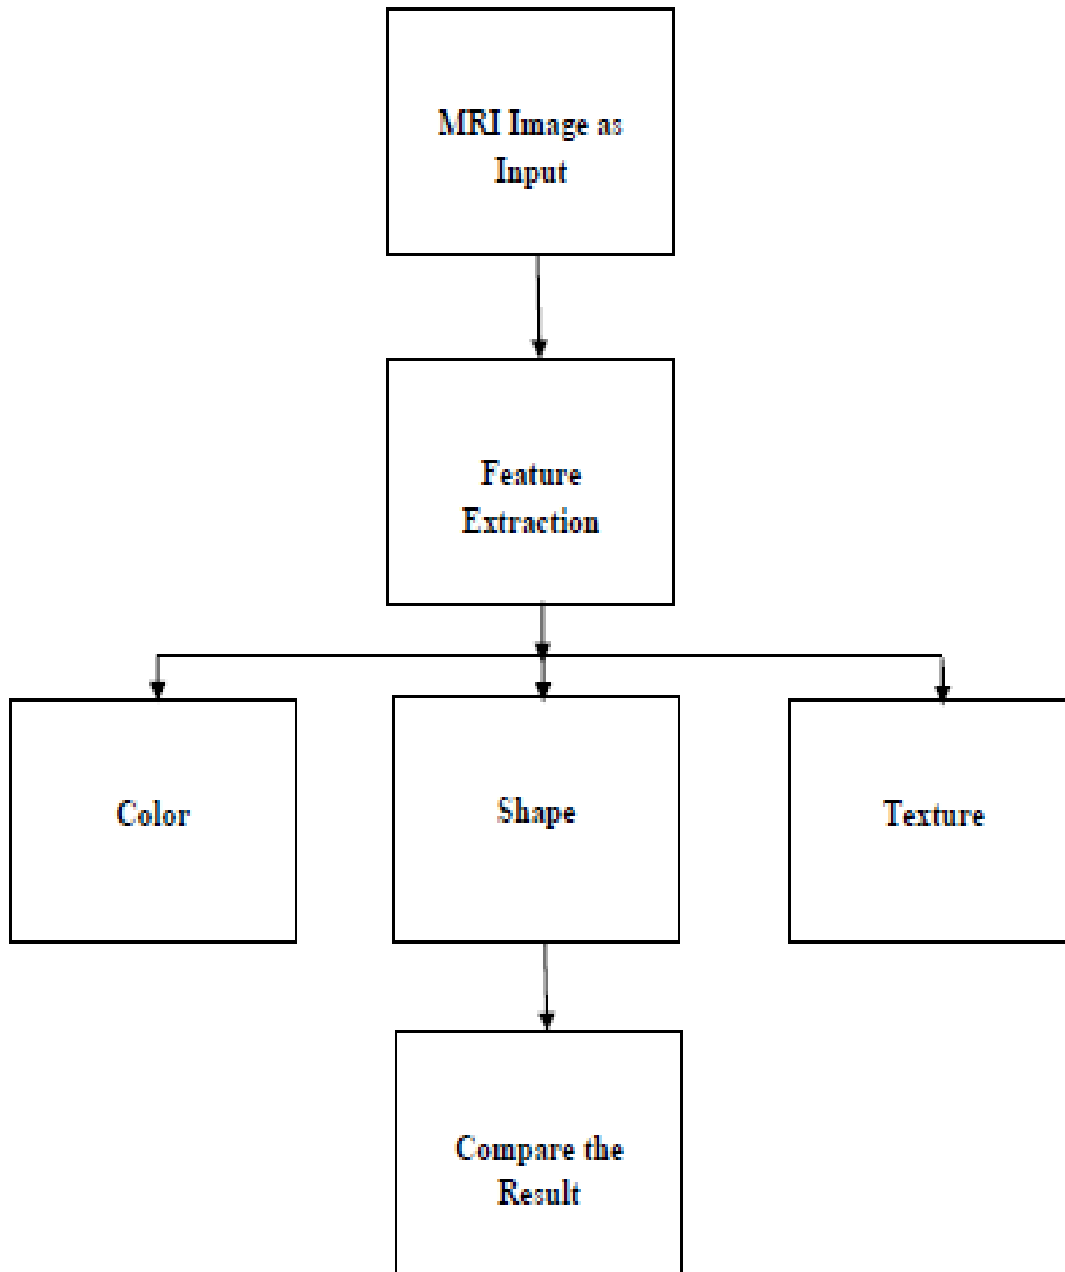 MRI Image as
Input
Feature
Extraction
Color
Shape
Texture
Compare the
Result